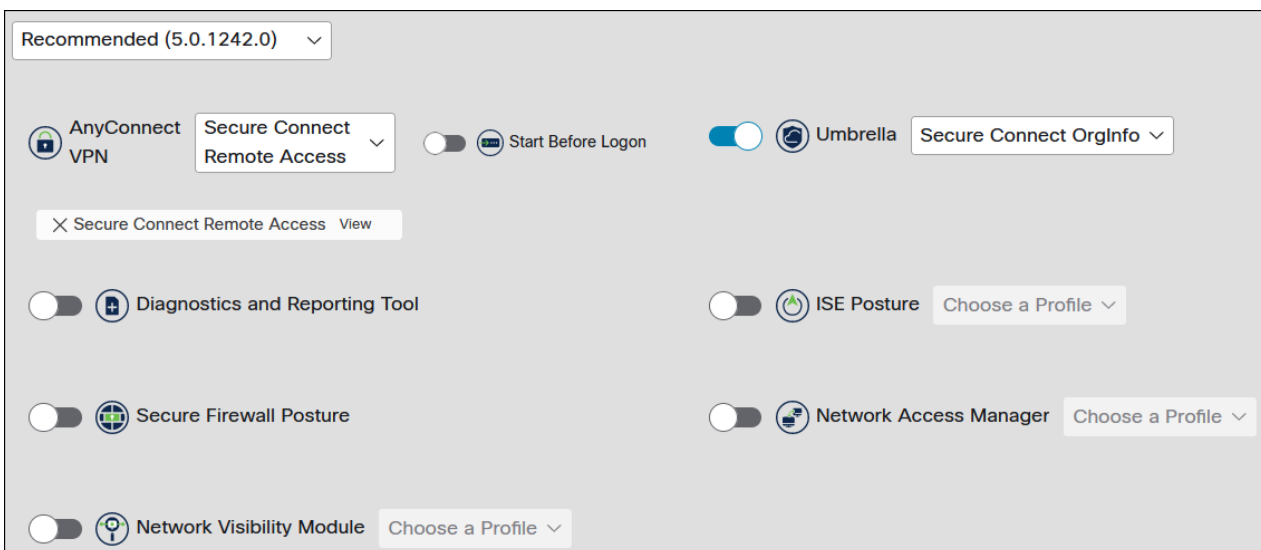 Recommended (5.0.1242.0)
AnyConnect VPN
Secure Connect Remote Access
Start Before Logon
Umbrella
Secure Connect OrgInfo
Secure Connect Remote Access View
Diagnostics and Reporting Tool
ISE Posture
Choose a Profile
Secure Firewall Posture
Network Access Manager
Choose a Profile
Network Visibility Module
Choose a Profile